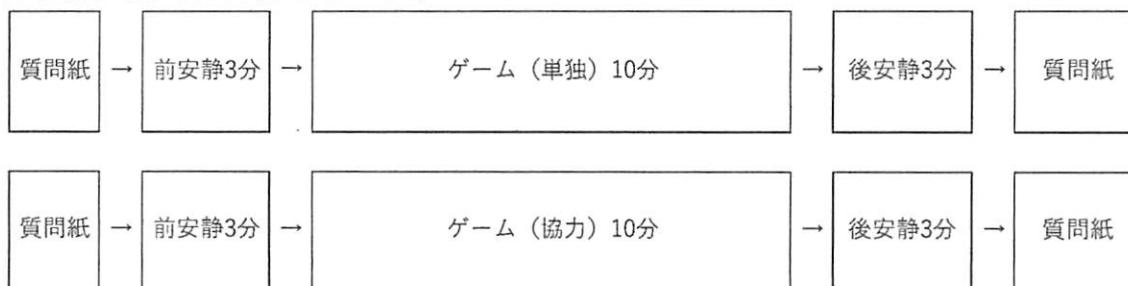 質問紙 → 前安静3分 → ゲーム（単独）10分 → 後安静3分 → 質問紙
質問紙 → 前安静3分 → ゲーム（協力）10分 → 後安静3分 → 質問紙